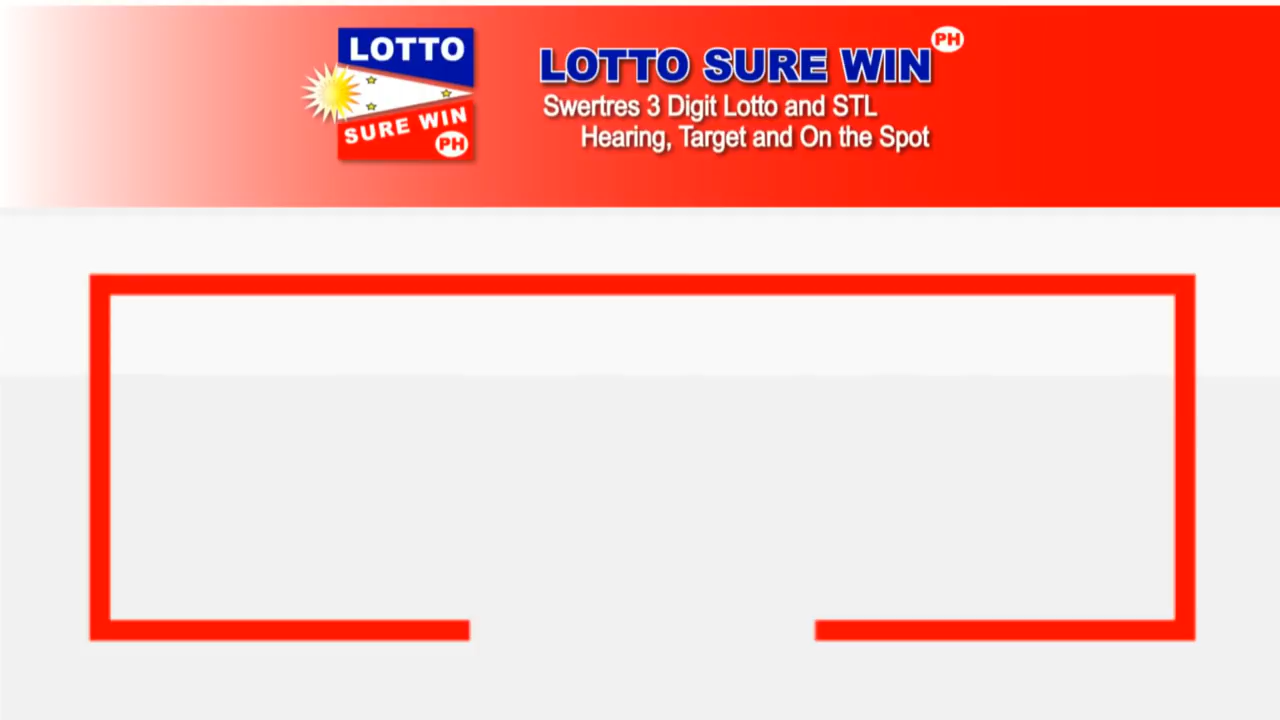 LOTTO
SURE WIN
PH
LOTTO SURE WIN PH
Swertres 3 Digit Lotto and STL
Hearing, Target and On the Spot